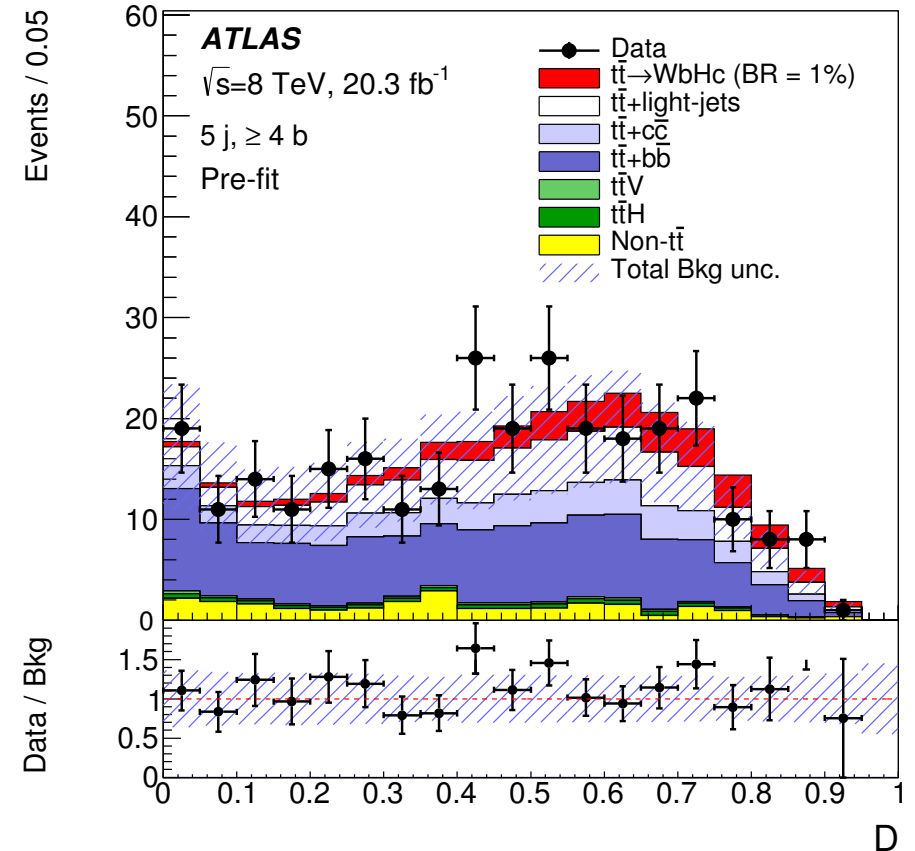 Events / 0.05
60
50
40
30
20
10
0
ATLAS
√s=8 TeV, 20.3 fb⁻¹
5 j, ≥ 4 b
Pre-fit
Data
tt̄→WbHc (BR = 1%)
tt̄+light-jets
tt̄+cc̄
tt̄+bb̄
tt̄V
tt̄H
Non-tt̄
Total Bkg unc.
Data / Bkg
1.5
1
0.5
0
0 0.1 0.2 0.3 0.4 0.5 0.6 0.7 0.8 0.9 1
D